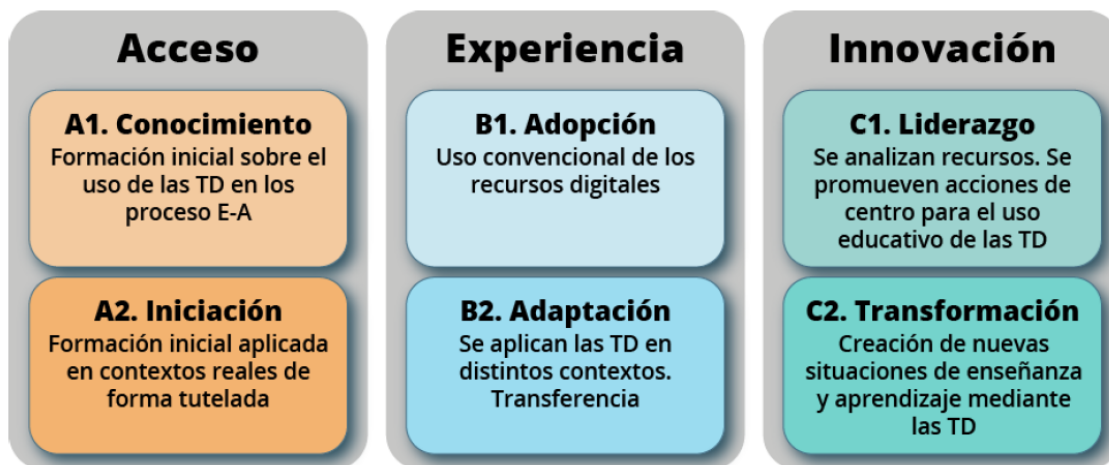 Acceso
A1. Conocimiento
Formación inicial sobre el
uso de las TD en los
proceso E-A
A2. Iniciación
Formación inicial aplicada
en contextos reales de
forma tutelada
Experiencia
B1. Adopción
Uso convencional de los
recursos digitales
B2. Adaptación
Se aplican las TD en
distintos contextos.
Transferencia
Innovación
C1. Liderazgo
Se analizan recursos. Se
promueven acciones de
centro para el uso
educativo de las TD
C2. Transformación
Creación de nuevas
situaciones de enseñanza
y aprendizaje mediante
las TD